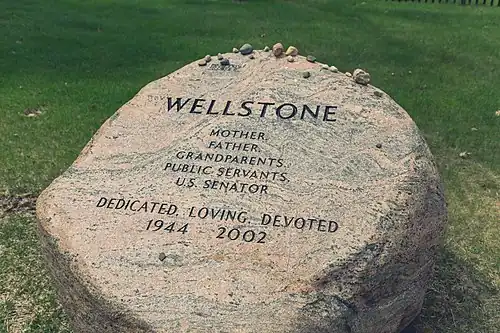 WELLSTONE
MOTHER,
FATHER,
GRANDPARENTS,
PUBLIC SERVANTS,
U.S. SENATOR
DEDICATED, LOVING, DEVOTED
1944 2002